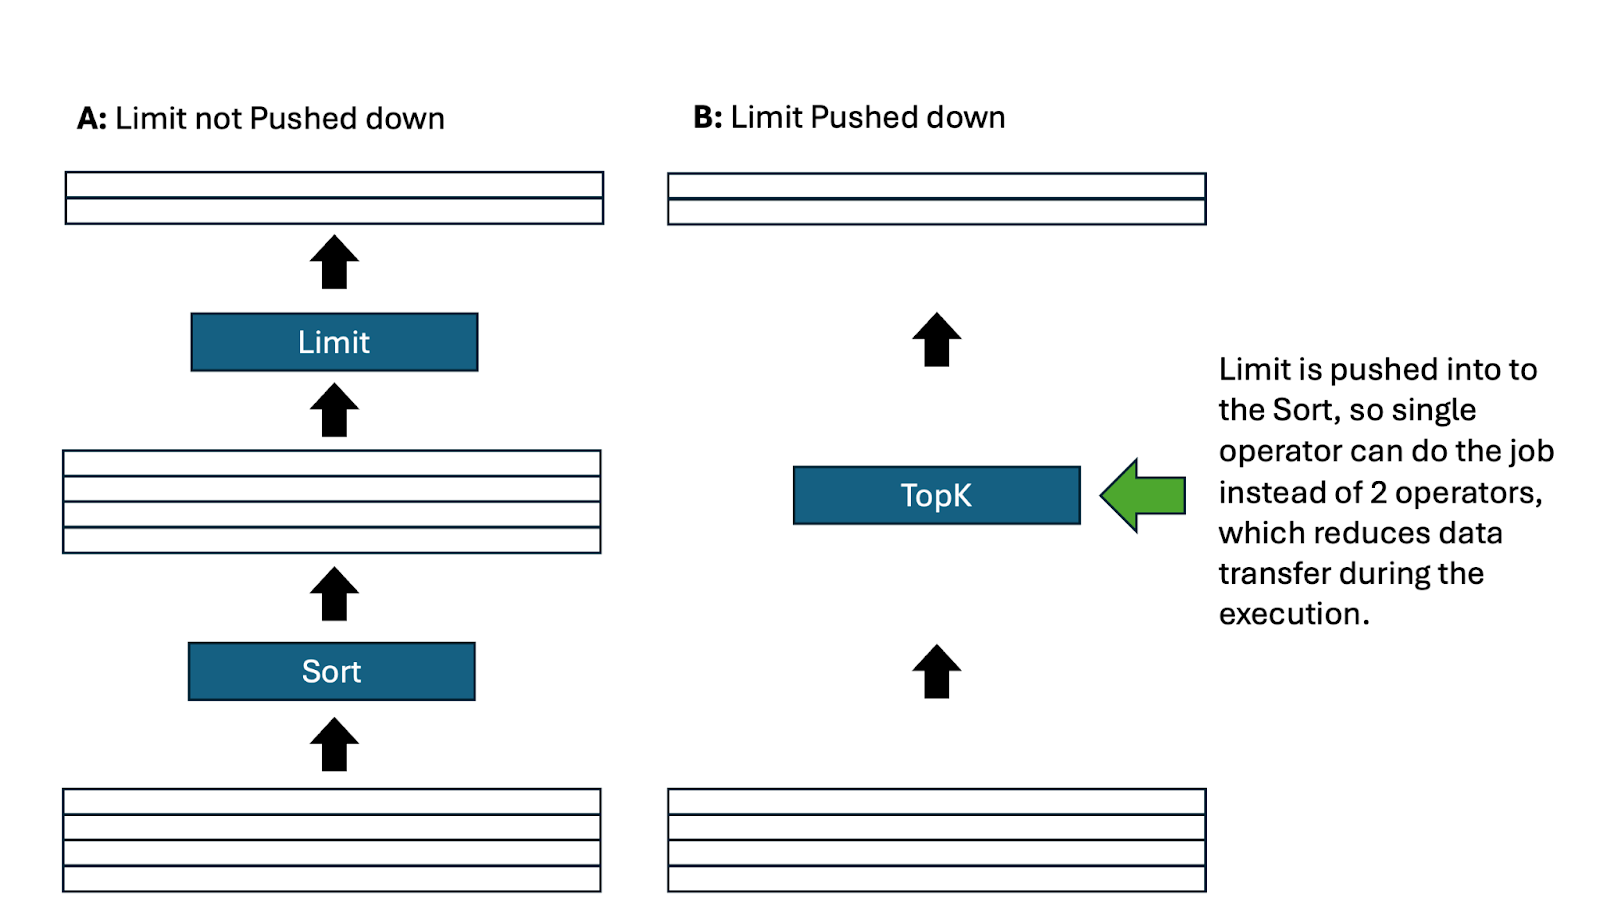 A: Limit not Pushed down
B: Limit Pushed down
Limit
Limit is pushed into to
the Sort, so single
operator can do the job
instead of 2 operators,
which reduces data
transfer during the
execution.
TopK
Sort